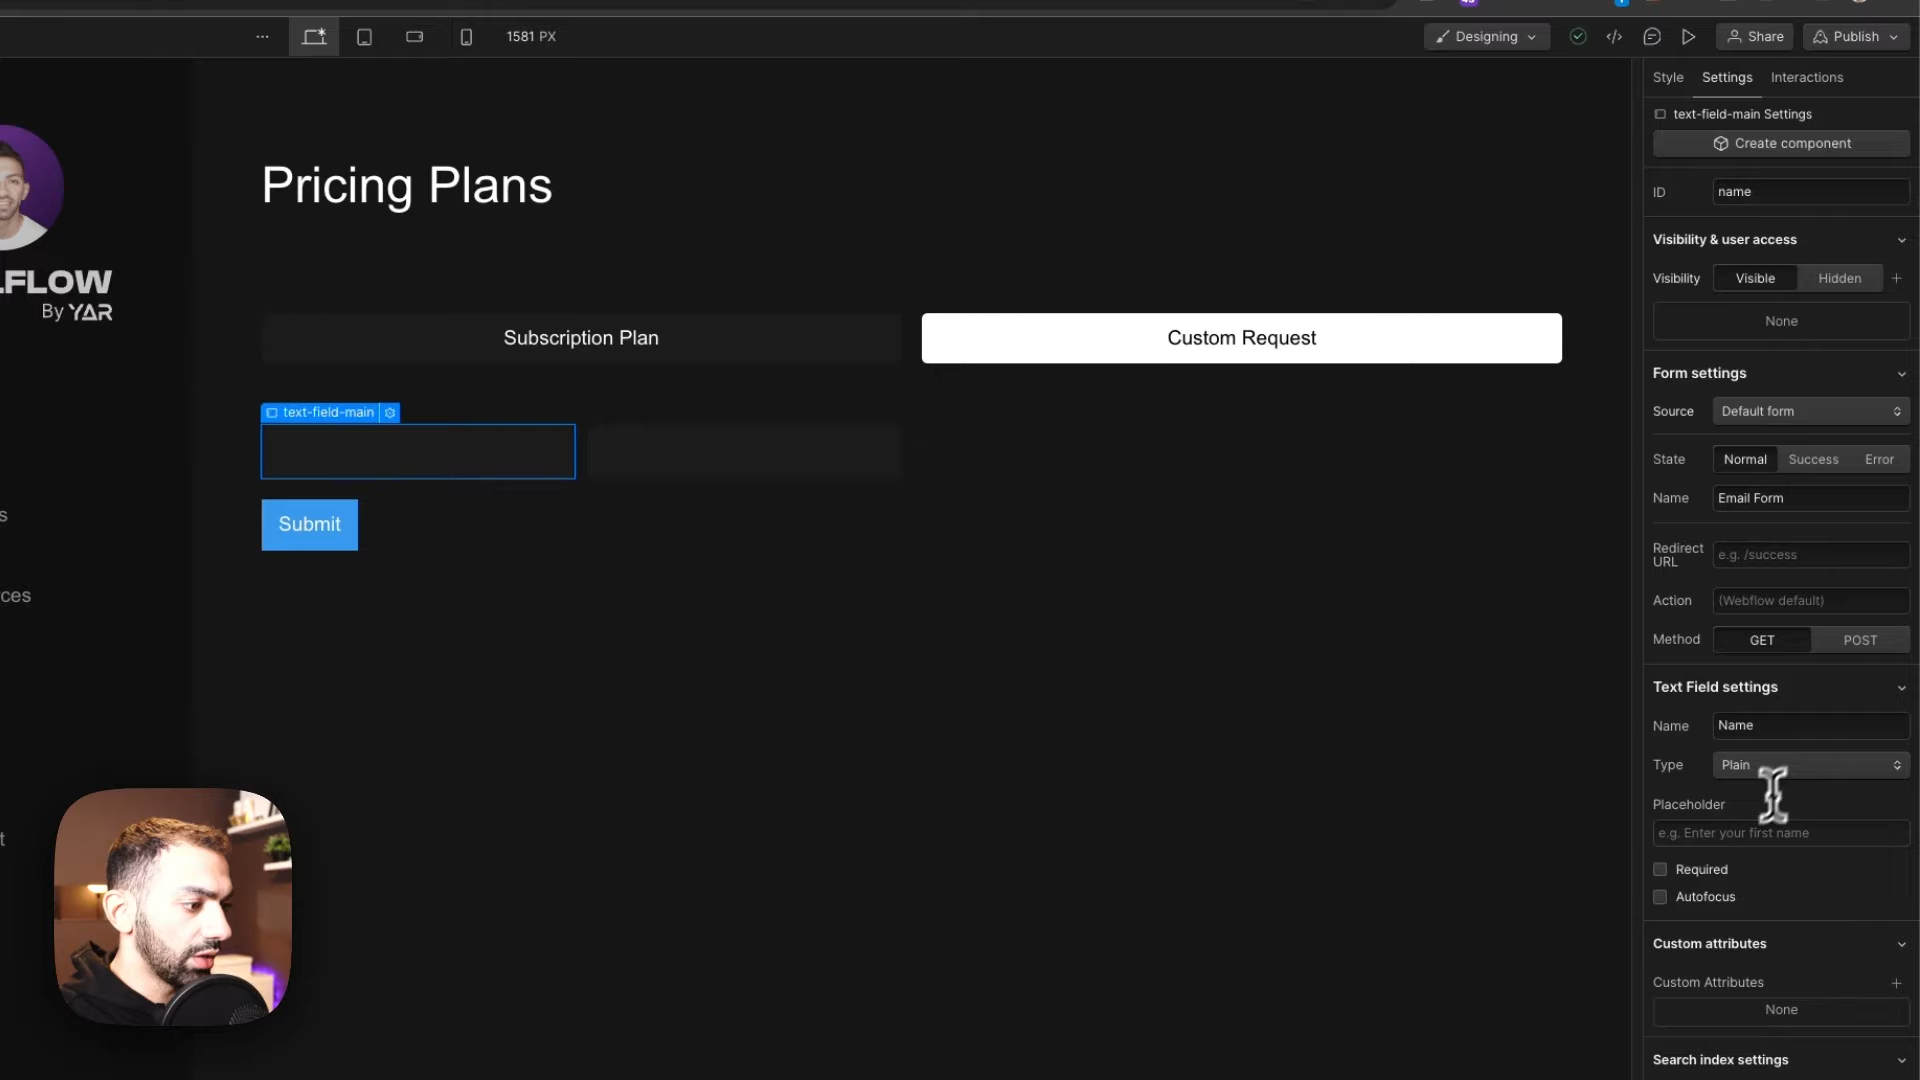 1581 PX
Designing
Share
Publish
Style Settings Interactions
text-field-main Settings
Create component
ID name
Visibility & user access
Visibility Visible Hidden
None
Form settings
Source Default form
State Normal Success Error
Name Email Form
Redirect URL e.g. /success
Action (Webflow default)
Method GET POST
Text Field settings
Name Name
Type Plain
Placeholder
e.g. Enter your first name
Required
Autofocus
Custom attributes
Custom Attributes
None
Search index settings
LFLOW
By YAR
s
ces
t
Pricing Plans
Subscription Plan
Custom Request
text-field-main
Submit